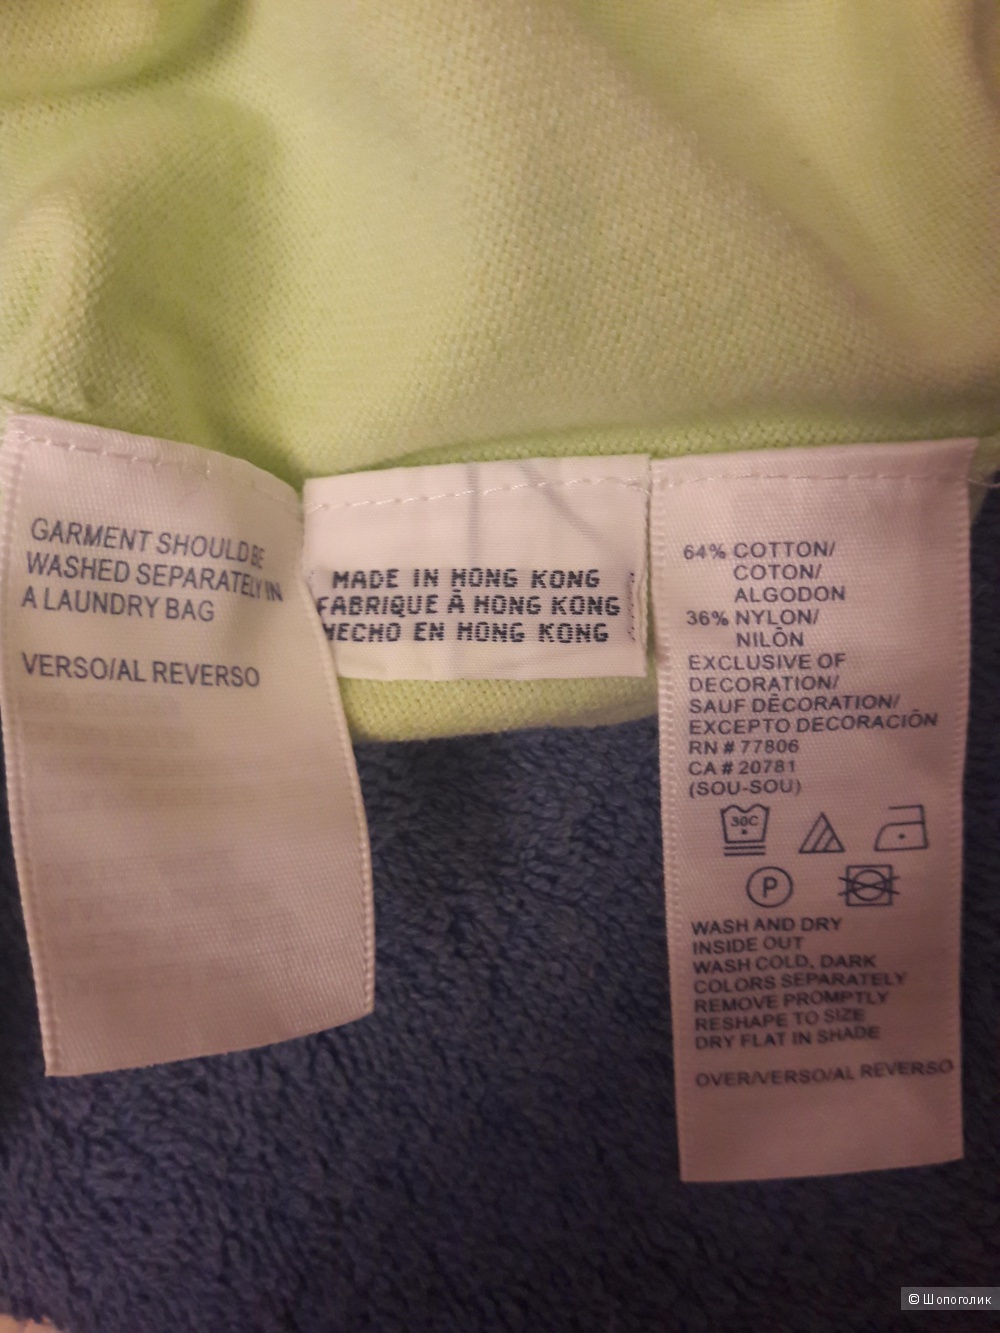 GARMENT SHOULD BE
WASHED SEPARATELY IN
A LAUNDRY BAG
VERSO/AL REVERSO
MADE IN HONG KONG
FABRIQUE À HONG KONG
HECHO EN HONG KONG
64% COTTON/
COTON/
ALGODON
36% NYLON/
NILÓN
EXCLUSIVE OF
DECORATION/
SAUF DÉCORATION/
EXCEPTO DECORACIÓN
RN # 77806
CA # 20781
(SOU-SOU)
30C
P
WASH AND DRY
INSIDE OUT
WASH COLD, DARK
COLORS SEPARATELY
REMOVE PROMPTLY
RESHAPE TO SIZE
DRY FLAT IN SHADE
OVER/VERSO/AL REVERSO
© Шопоголик